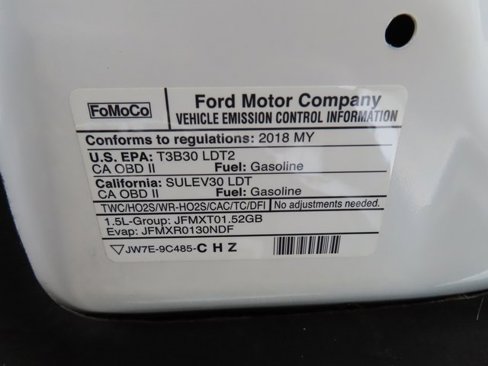 FoMoCo
Ford Motor Company
VEHICLE EMISSION CONTROL INFORMATION
Conforms to regulations: 2018 MY
U.S. EPA: T3B30 LDT2
CA OBD II Fuel: Gasoline
California: SULEV30 LDT
CA OBD II Fuel: Gasoline
TWC/HO2S/WR-HO2S/CAC/TC/DFI No adjustments needed.
1.5L-Group: JFMXT01.52GB
Evap: JFMXR0130NDF
JW7E-9C485-CHZ